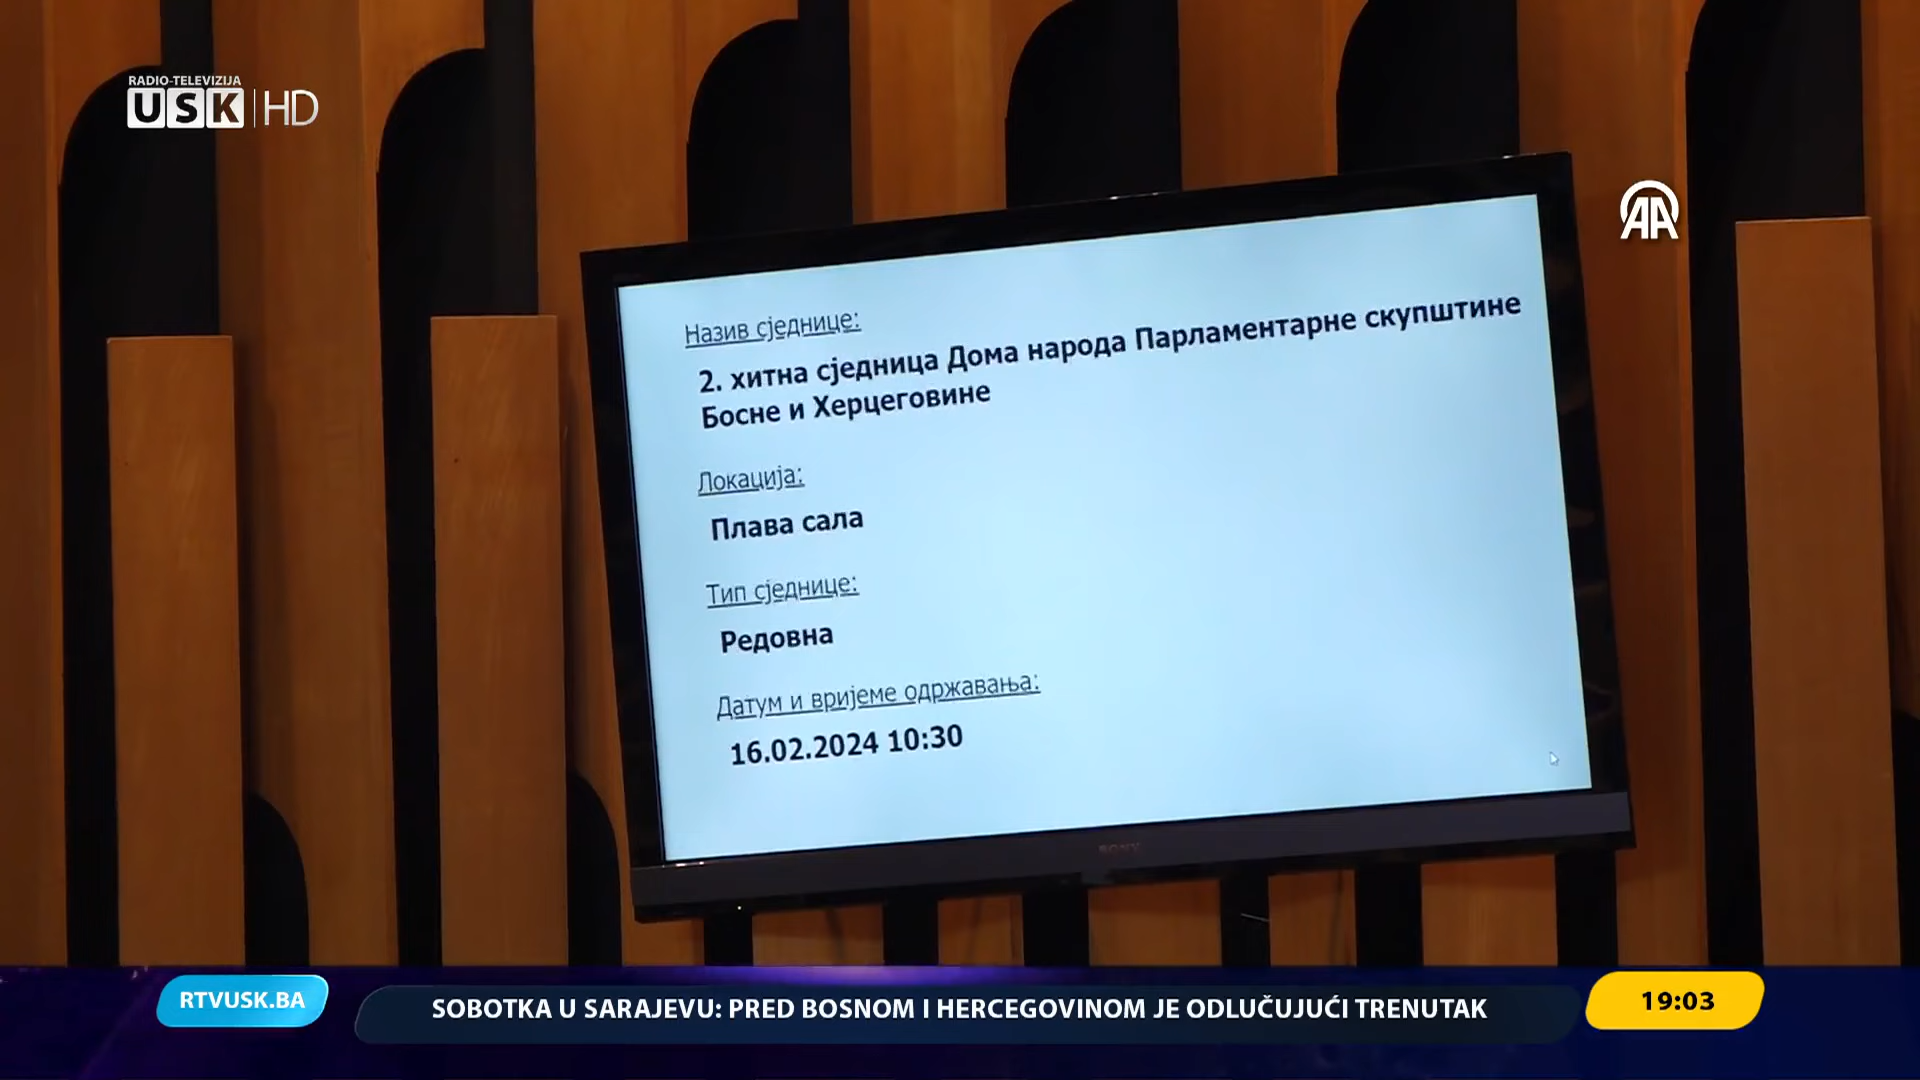 RADIO-TELEVIZIJA
USK HD
AA
Назив сједнице:
2. хитна сједница Дома народа Парламентарне скупштине
Босне и Херцеговине
Локација:
Плава сала
Тип сједнице:
Редовна
Датум и вријеме одржавања:
16.02.2024 10:30
SONY
RTVUSK.BA
SOBOTKA U SARAJEVU: PRED BOSNOM I HERCEGOVINOM JE ODLUČUJUĆI TRENUTAK
19:03